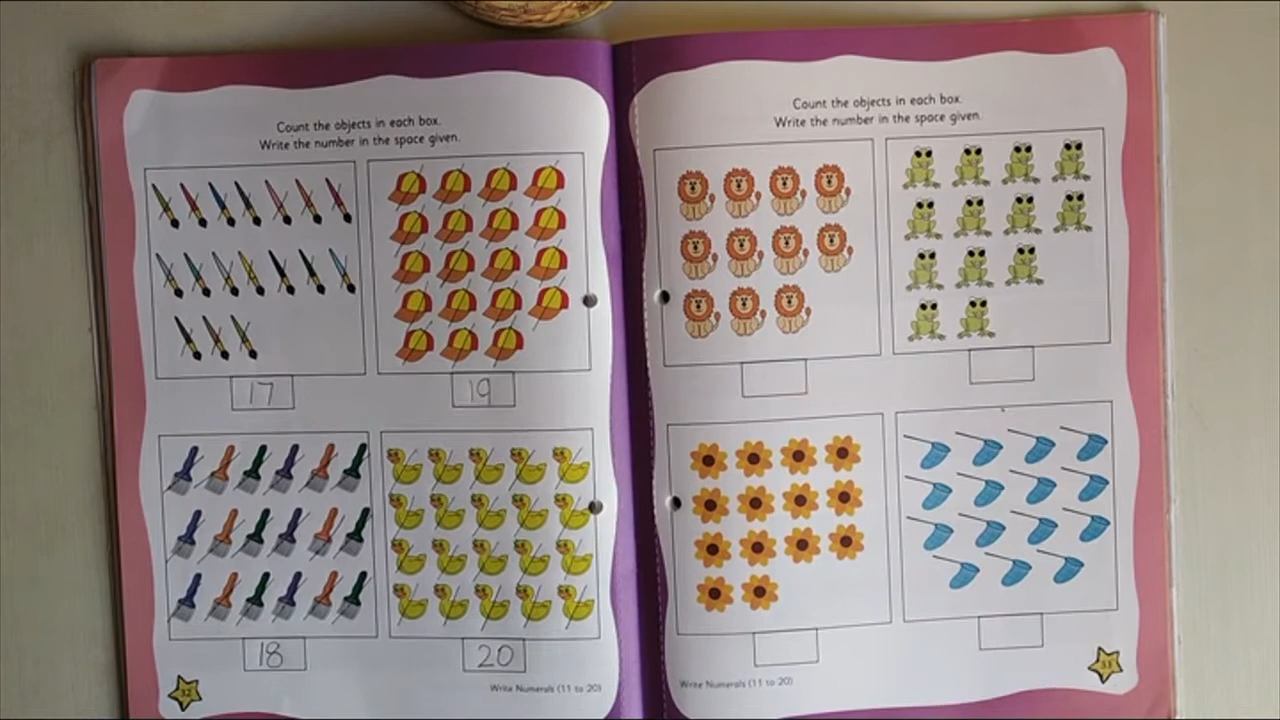 Count the objects in each box.
Write the number in the space given.
17
19
18
20
32
Write Numerals (11 to 20)
Count the objects in each box.
Write the number in the space given.
Write Numerals (11 to 20)
33